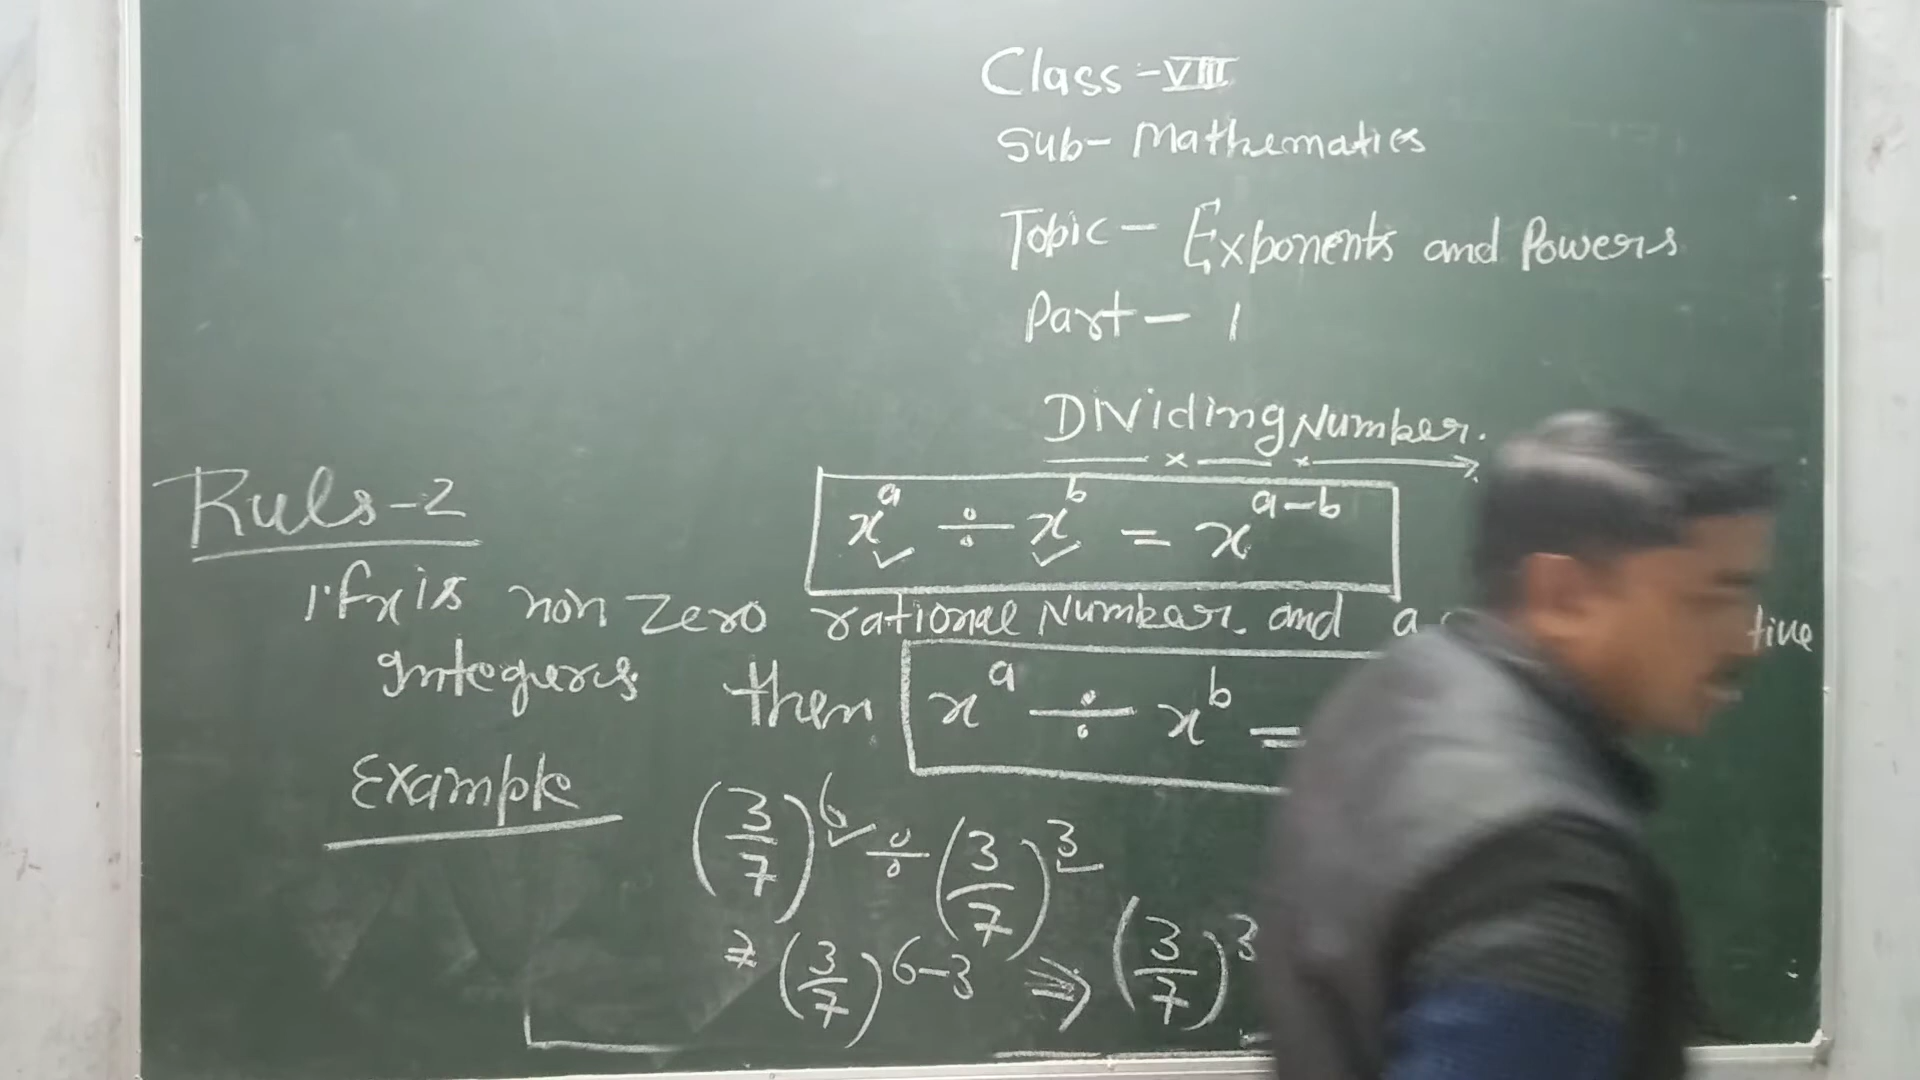 Class-VIII
Sub- Mathematics
Topic- Exponents and Powers
Part- 1
Dividing Number.
Ruls-2
x^a ÷ x^b = x^a-b
If x is non zero rational Number. and a tive
integers then x^a ÷ x^b =
Example
(3/7)^6 ÷ (3/7)^3
⇒ (3/7)^6-3 ⇒ (3/7)^3